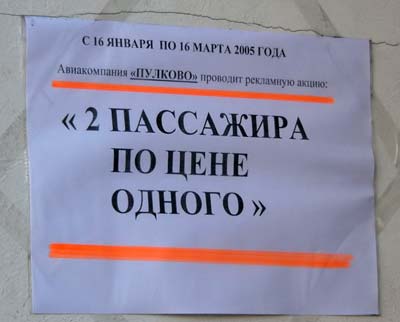 С 16 ЯНВАРЯ ПО 16 МАРТА 2005 ГОДА
Авиакомпания «ПУЛКОВО» проводит рекламную акцию:
« 2 ПАССАЖИРА
ПО ЦЕНЕ
ОДНОГО »